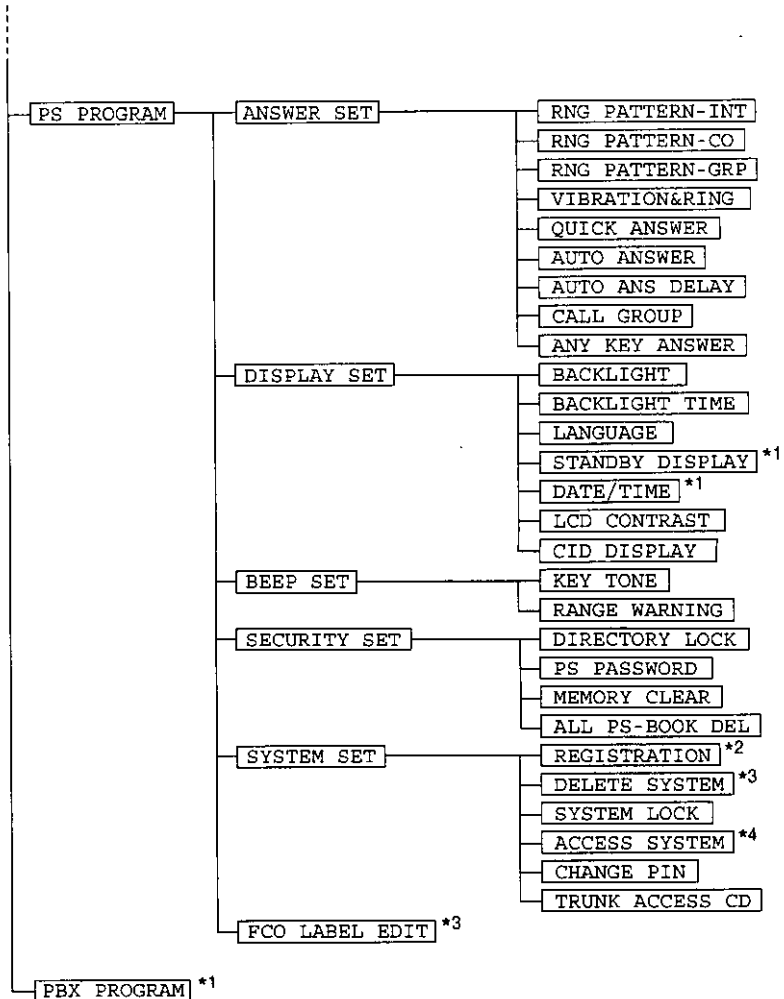 PS PROGRAM ANSWER SET RNG PATTERN-INT
RNG PATTERN-CO
RNG PATTERN-GRP
VIBRATION&RING
QUICK ANSWER
AUTO ANSWER
AUTO ANS DELAY
CALL GROUP
ANY KEY ANSWER
DISPLAY SET BACKLIGHT
BACKLIGHT TIME
LANGUAGE
STANDBY DISPLAY *1
DATE/TIME *1
LCD CONTRAST
CID DISPLAY
BEEP SET KEY TONE
RANGE WARNING
SECURITY SET DIRECTORY LOCK
PS PASSWORD
MEMORY CLEAR
ALL PS-BOOK DEL
SYSTEM SET REGISTRATION *2
DELETE SYSTEM *3
SYSTEM LOCK
ACCESS SYSTEM *4
CHANGE PIN
TRUNK ACCESS CD
FCO LABEL EDIT *3
PBX PROGRAM *1